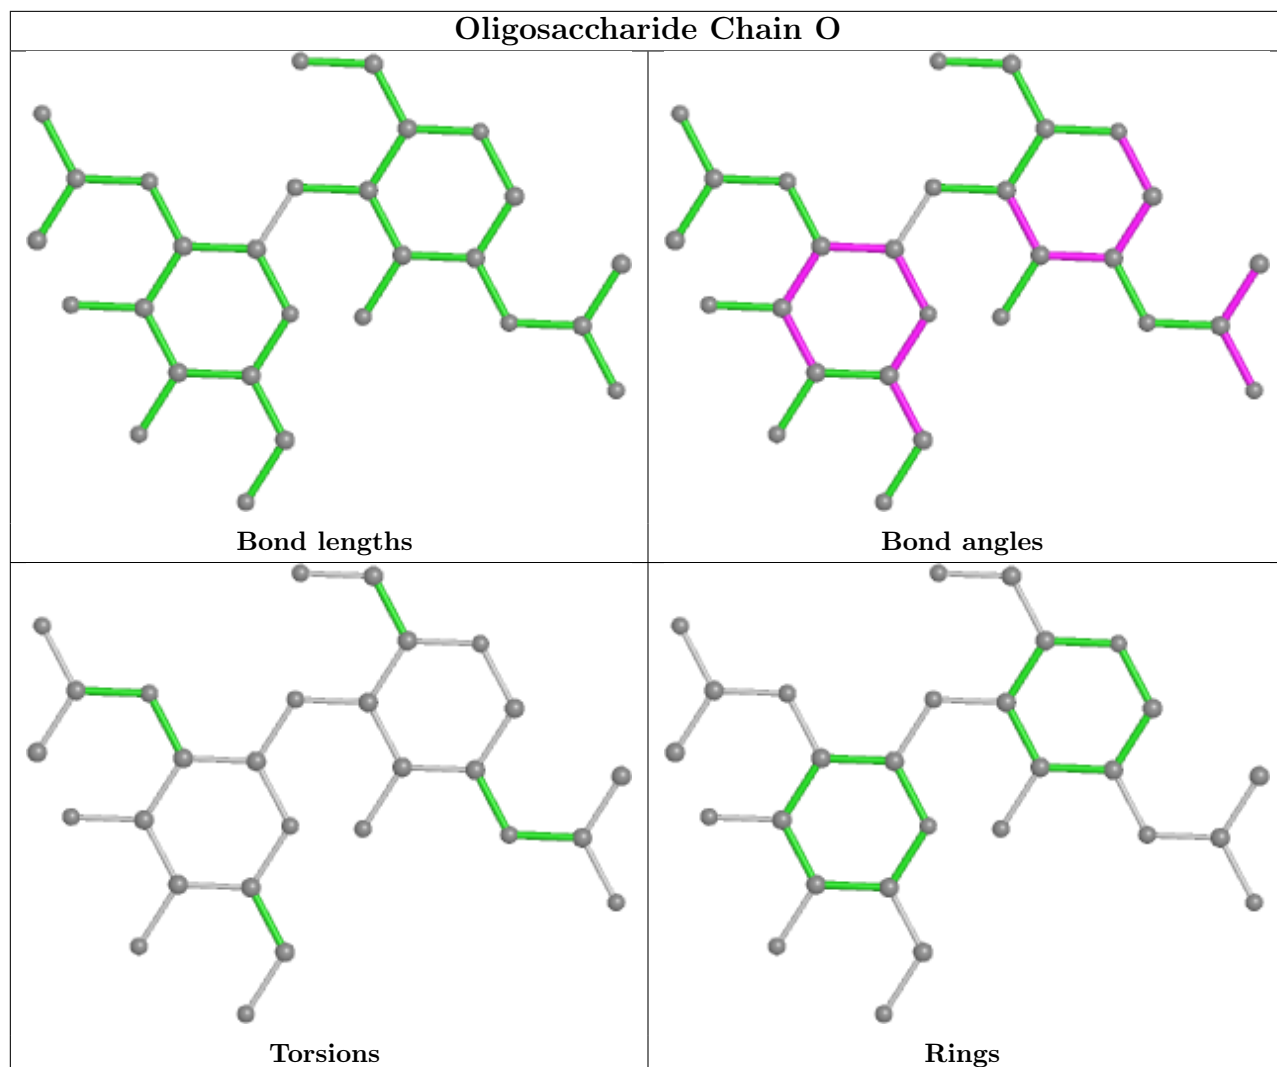 Oligosaccharide Chain O
Bond lengths
Bond angles
Torsions
Rings